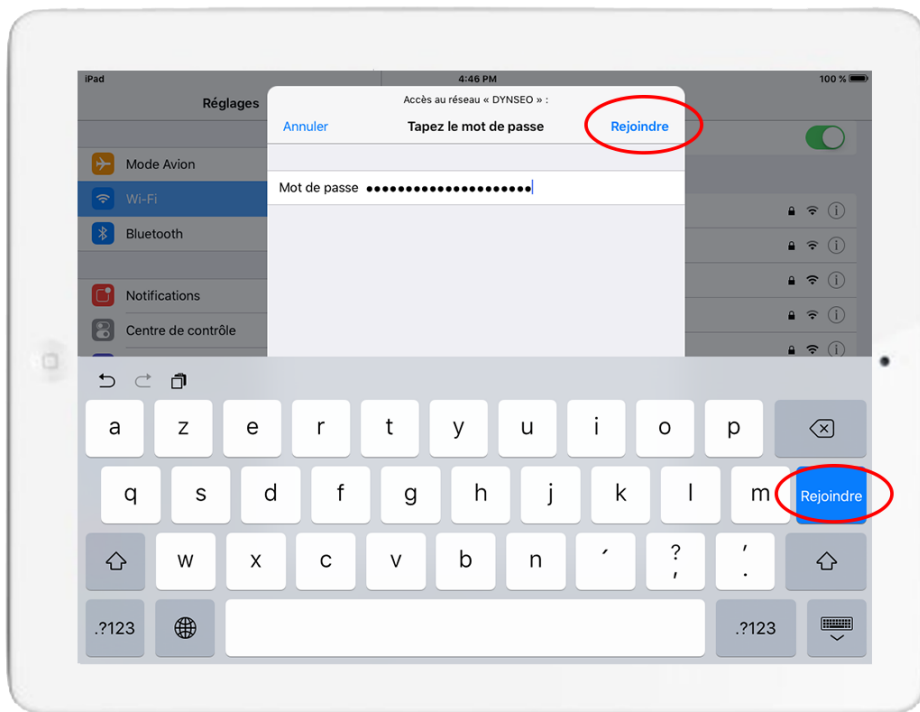 iPad 4:46 PM 100 %
Réglages
Accès au réseau « DYNSEO » :
Annuler Tapez le mot de passe Rejoindre
Mode Avion
Mot de passe ●●●●●●●●●●●●●●●●●●●●●
Wi-Fi
Bluetooth
Notifications
Centre de contrôle
a z e r t y u i o p
q s d f g h j k l m Rejoindre
w x c v b n ´ ? , ' .
.?123 .?123